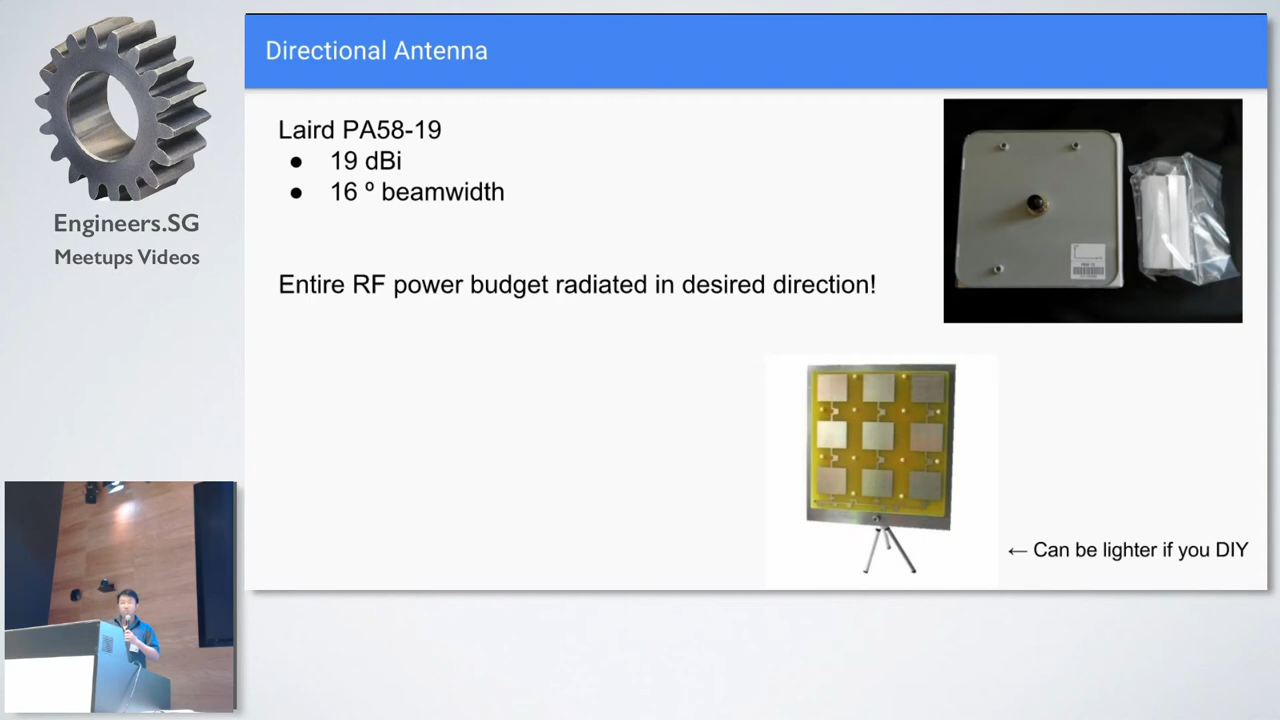 Engineers.SG
Meetups Videos
Directional Antenna
Laird PA58-19
● 19 dBi
● 16 º beamwidth
Entire RF power budget radiated in desired direction!
← Can be lighter if you DIY